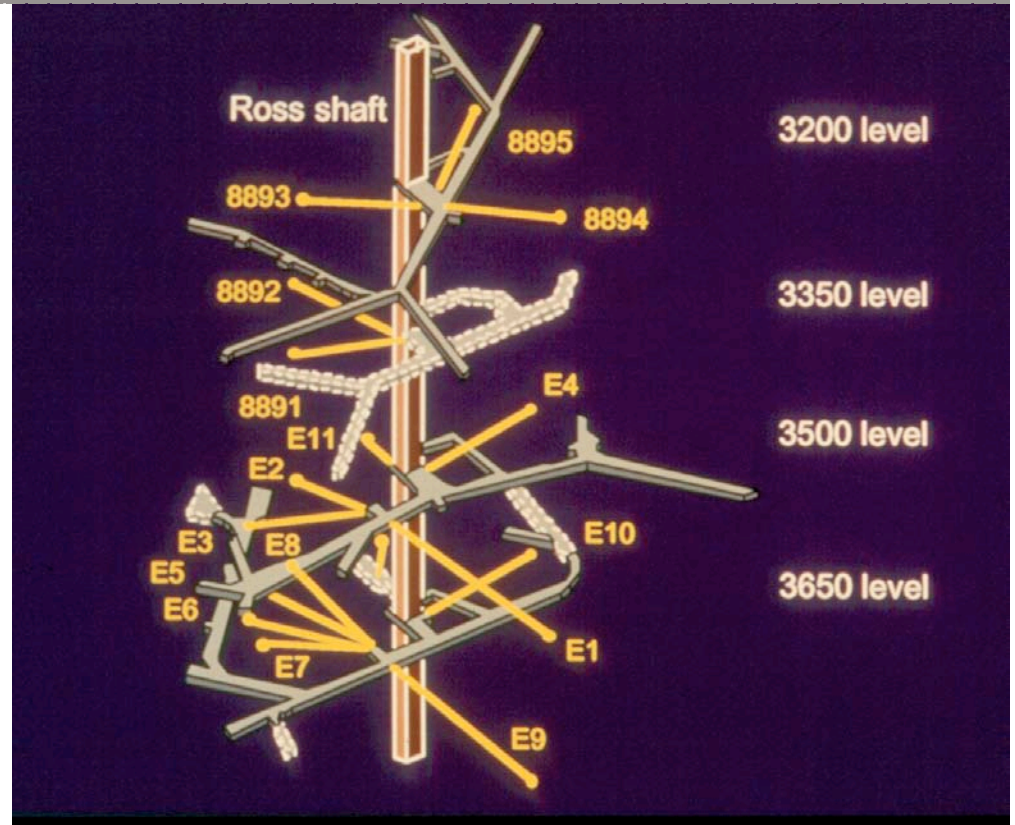 Ross shaft
3200 level
8895
8893
8894
8892
3350 level
8891
E4
E11
3500 level
E2
E3
E8
E10
E5
E6
3650 level
E7
E1
E9